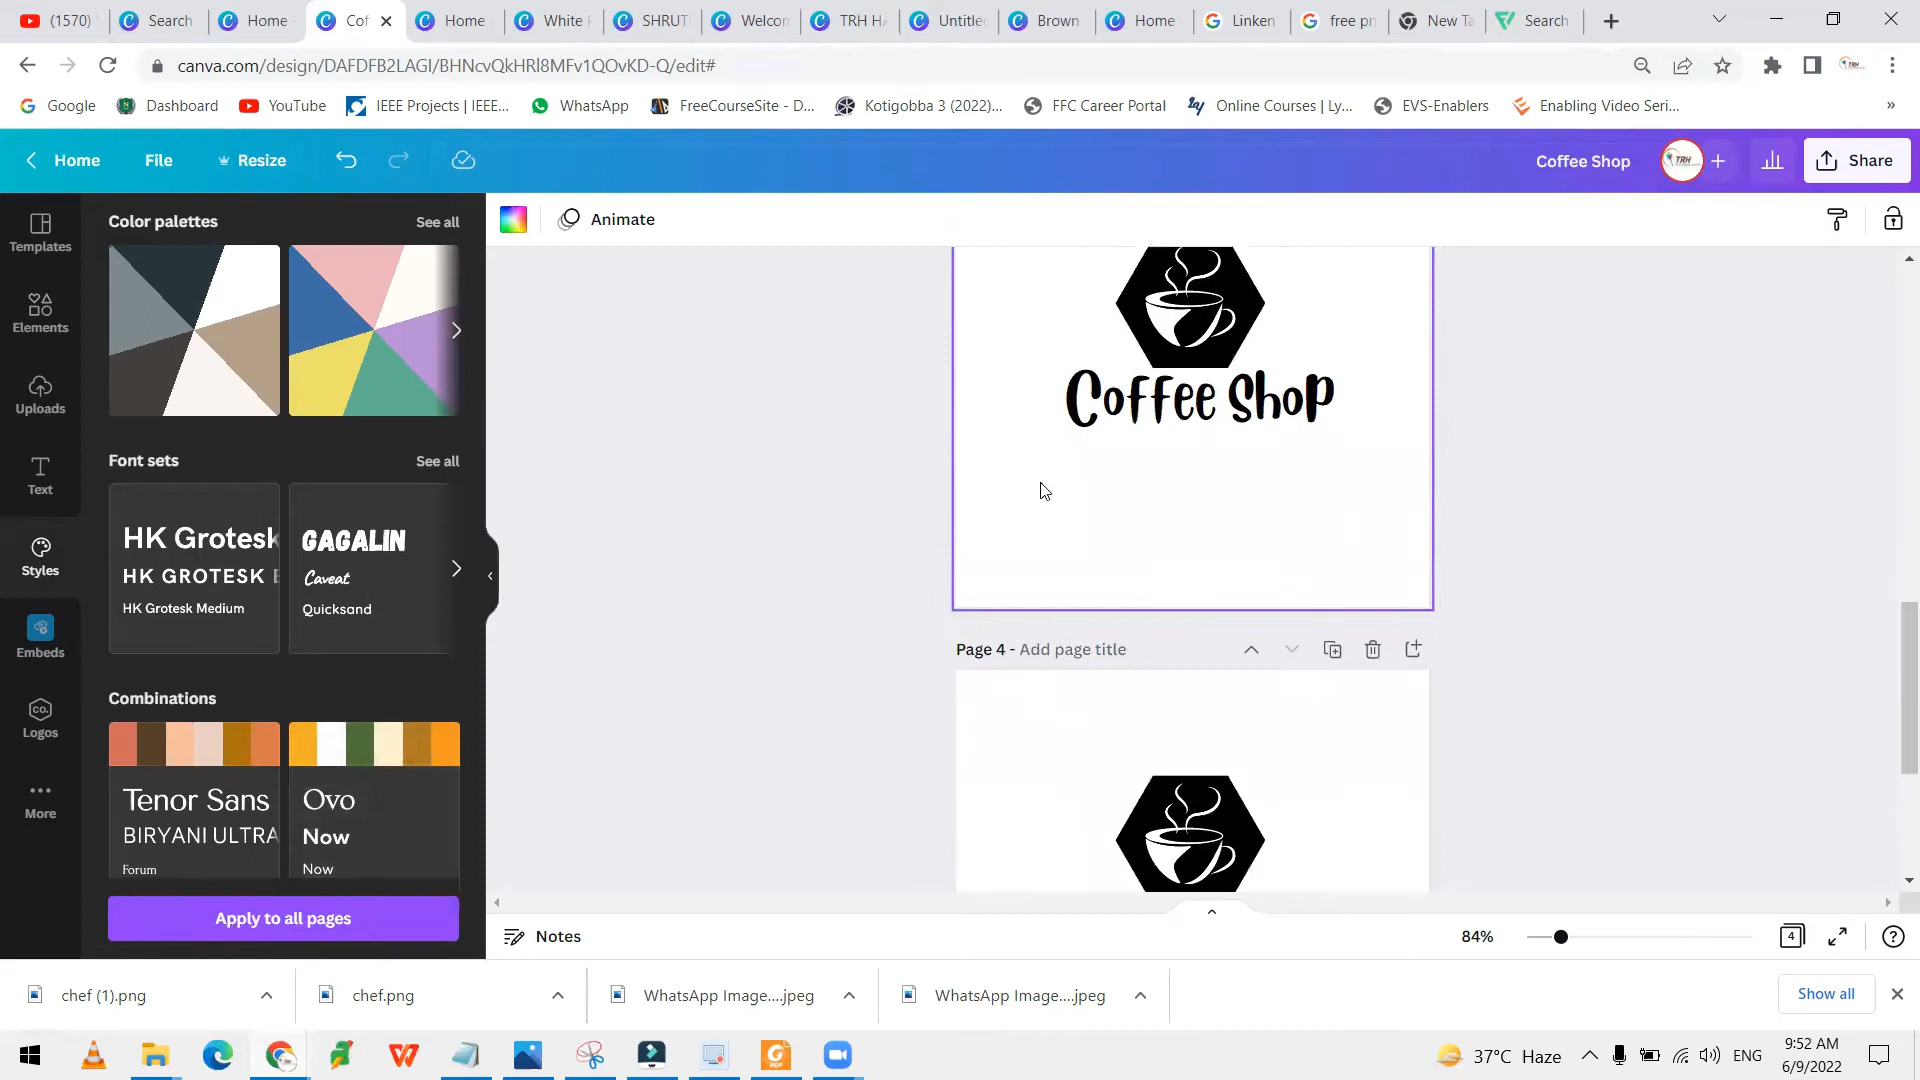 (1570)
Search
Home
Cof
Home
White
SHRUT
Welcon
TRH HA
Untitle
Brown
Home
Linken
free pn
New Ta
Search
canva.com/design/DAFDFB2LAGI/BHNcvQkHRl8MFv1QOvKD-Q/edit#
Google
Dashboard
YouTube
IEEE Projects | IEEE...
WhatsApp
FreeCourseSite - D...
Kotigobba 3 (2022)...
FFC Career Portal
Online Courses | Ly...
EVS-Enablers
Enabling Video Seri...
»
Home
File
Resize
Coffee Shop
TRH
Share
Templates
Elements
Uploads
Text
Styles
Embeds
CO.
Logos
More
Color palettes
See all
Font sets
See all
HK Grotesk
HK GROTESK
HK Grotesk Medium
GAGALIN
Caveat
Quicksand
Combinations
Tenor Sans
BIRYANI ULTRA
Forum
Ovo
Now
Now
Apply to all pages
Animate
Coffee Shop
Page 4 - Add page title
Notes
84%
4
chef (1).png
chef.png
WhatsApp Image....jpeg
WhatsApp Image....jpeg
Show all
37°C Haze
ENG
9:52 AM
6/9/2022